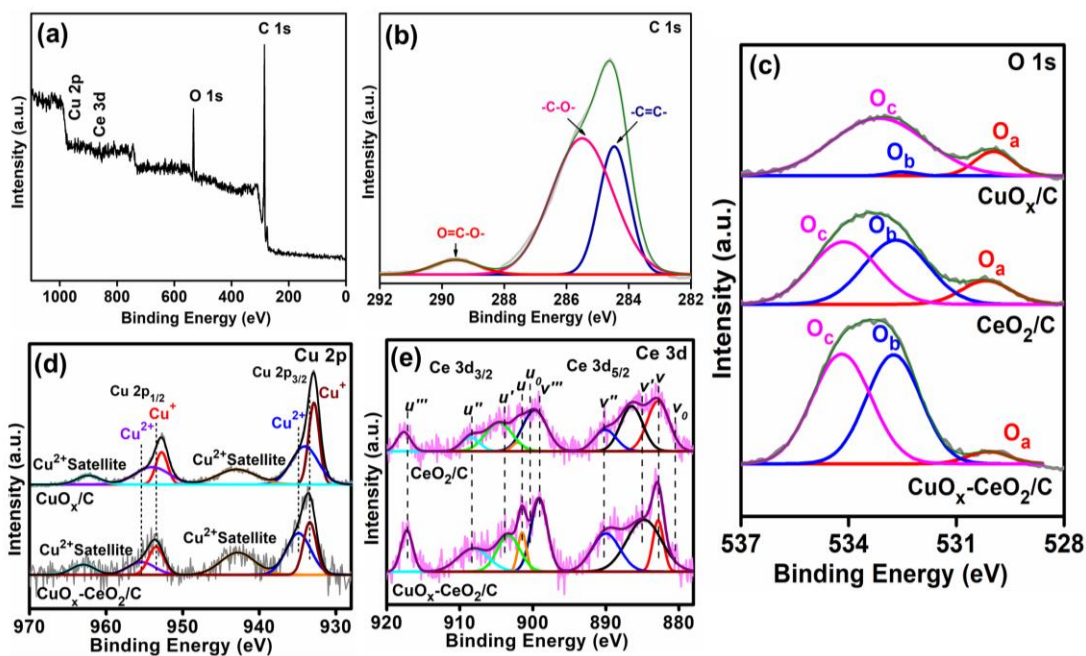 (a)
C 1s
O 1s
Cu 2p
Ce 3d
Intensity (a.u.)
1000 800 600 400 200 0
Binding Energy (eV)
(b)
C 1s
-C-O-
-C=C-
O=C-O-
Intensity (a.u.)
292 290 288 286 284 282
Binding Energy (eV)
(c)
O 1s
Oc
Ob
Oa
CuOx/C
Oc
Ob
Oa
CeO2/C
Oc
Ob
Oa
CuOx-CeO2/C
Intensity (a.u.)
537 534 531 528
Binding Energy (eV)
(d)
Cu 2p
Cu 2p1/2
Cu 2p3/2
Cu2+ Cu+
Cu2+ Cu+
Cu2+Satellite
Cu2+Satellite
CuOx/C
Cu2+Satellite
Cu2+Satellite
CuOx-CeO2/C
Intensity (a.u.)
970 960 950 940 930
Binding Energy (eV)
(e)
Ce 3d
Ce 3d3/2
Ce 3d5/2
u''' u'' u' u u0 v''' v'' v' v v0
CeO2/C
CuOx-CeO2/C
Intensity (a.u.)
920 910 900 890 880
Binding Energy (eV)